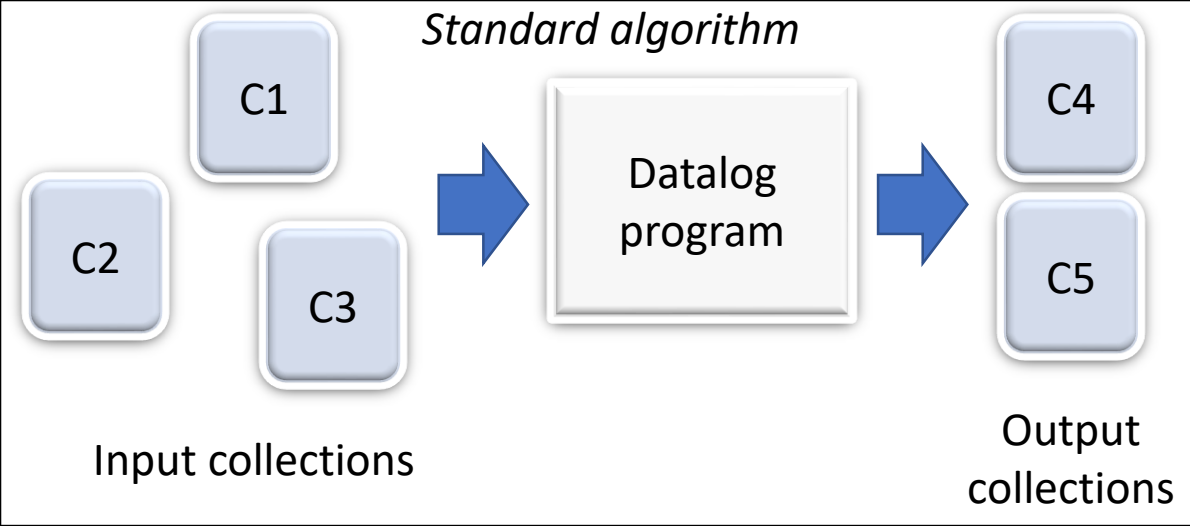 Standard algorithm
C1
C2
C3
Datalog
program
C4
C5
Input collections
Output
collections